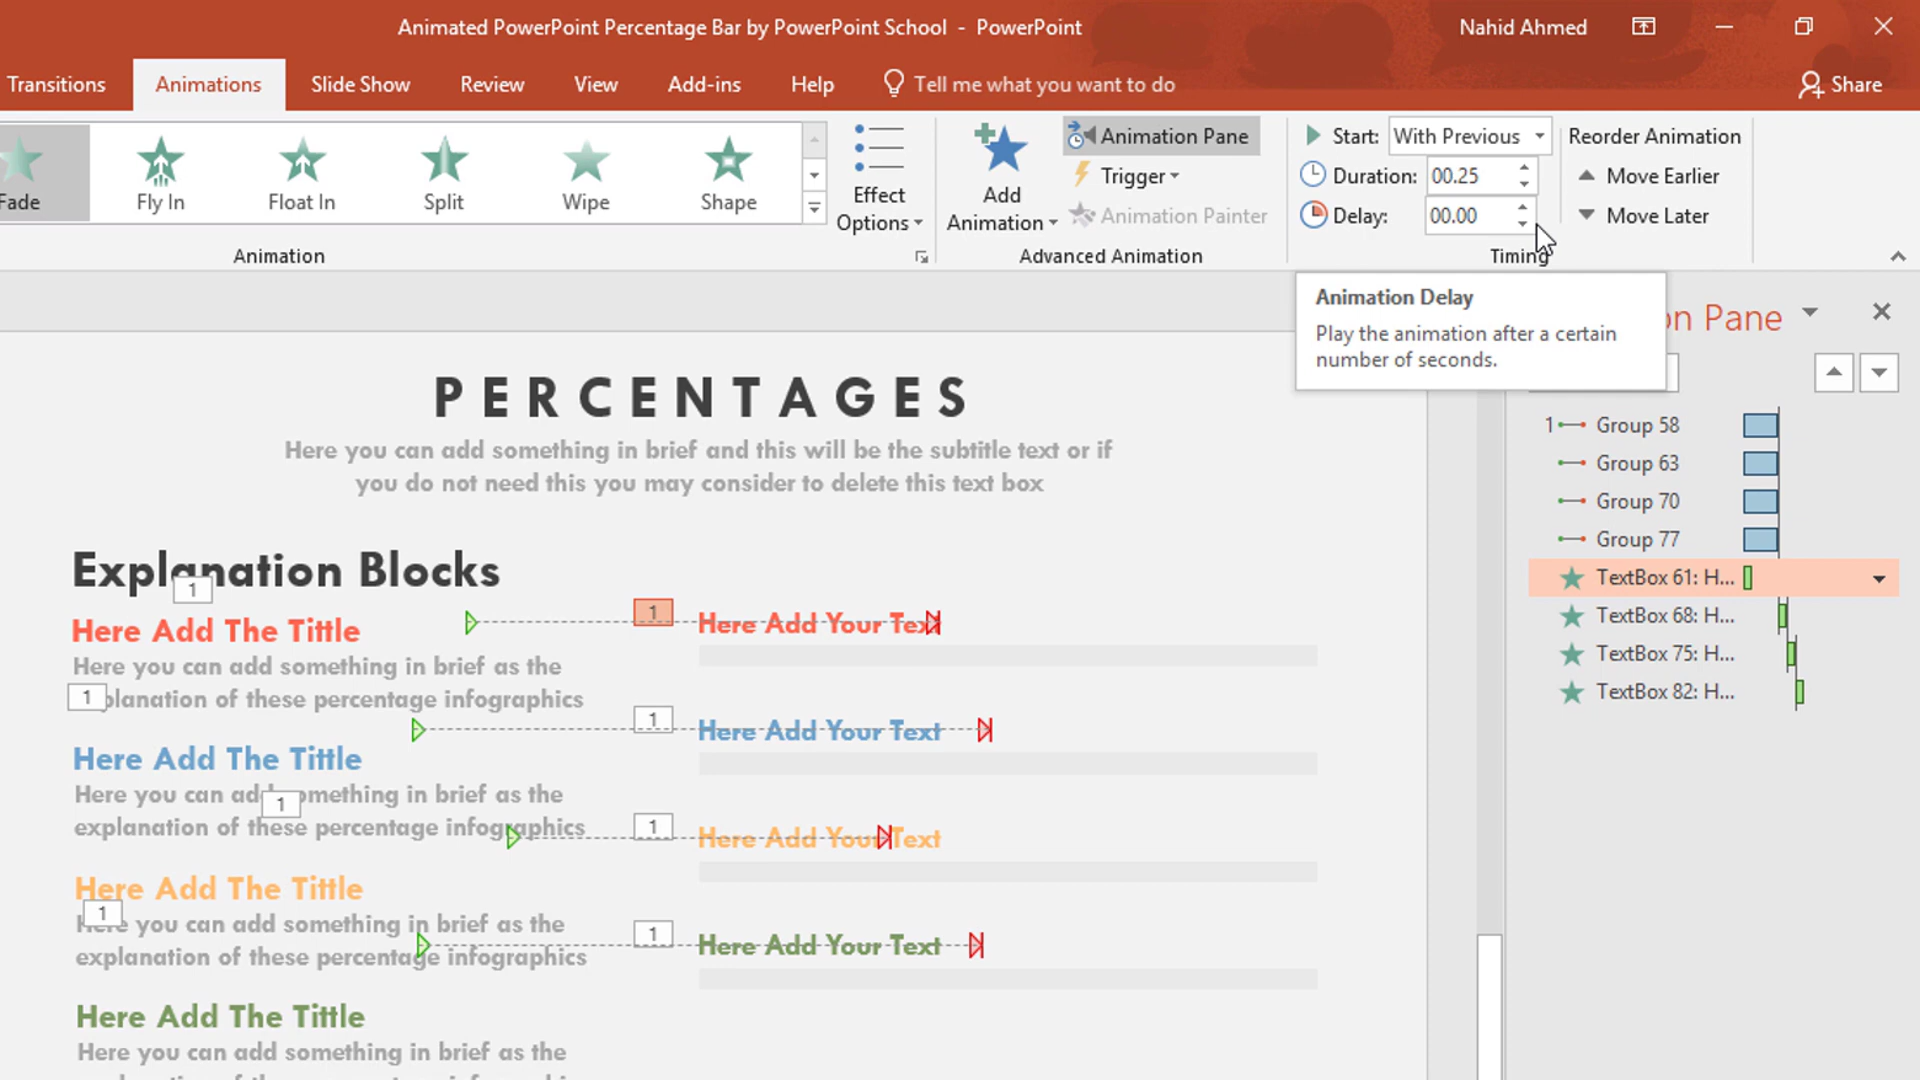 Animated PowerPoint Percentage Bar by PowerPoint School - PowerPoint
Nahid Ahmed
Transitions
Animations
Slide Show
Review
View
Add-ins
Help
Tell me what you want to do
Share
Fade
Fly In
Float In
Split
Wipe
Shape
Effect
Options
Add
Animation
Animation Pane
Trigger
Animation Painter
Start: With Previous
Duration: 00.25
Delay: 00.00
Reorder Animation
Move Earlier
Move Later
Animation
Advanced Animation
Timing
Animation Delay
Play the animation after a certain
number of seconds.
on Pane
1 Group 58
Group 63
Group 70
Group 77
TextBox 61: H...
TextBox 68: H...
TextBox 75: H...
TextBox 82: H...
PERCENTAGES
Here you can add something in brief and this will be the subtitle text or if
you do not need this you may consider to delete this text box
Explanation Blocks
1
Here Add The Tittle
Here you can add something in brief as the
planation of these percentage infographics
1
Here Add The Tittle
Here you can add something in brief as the
explanation of these percentage infographics
1
Here Add The Tittle
Here you can add something in brief as the
explanation of these percentage infographics
1
Here Add The Tittle
Here you can add something in brief as the
1
Here Add Your Text
1
Here Add Your Text
1
Here Add Your Text
1
Here Add Your Text